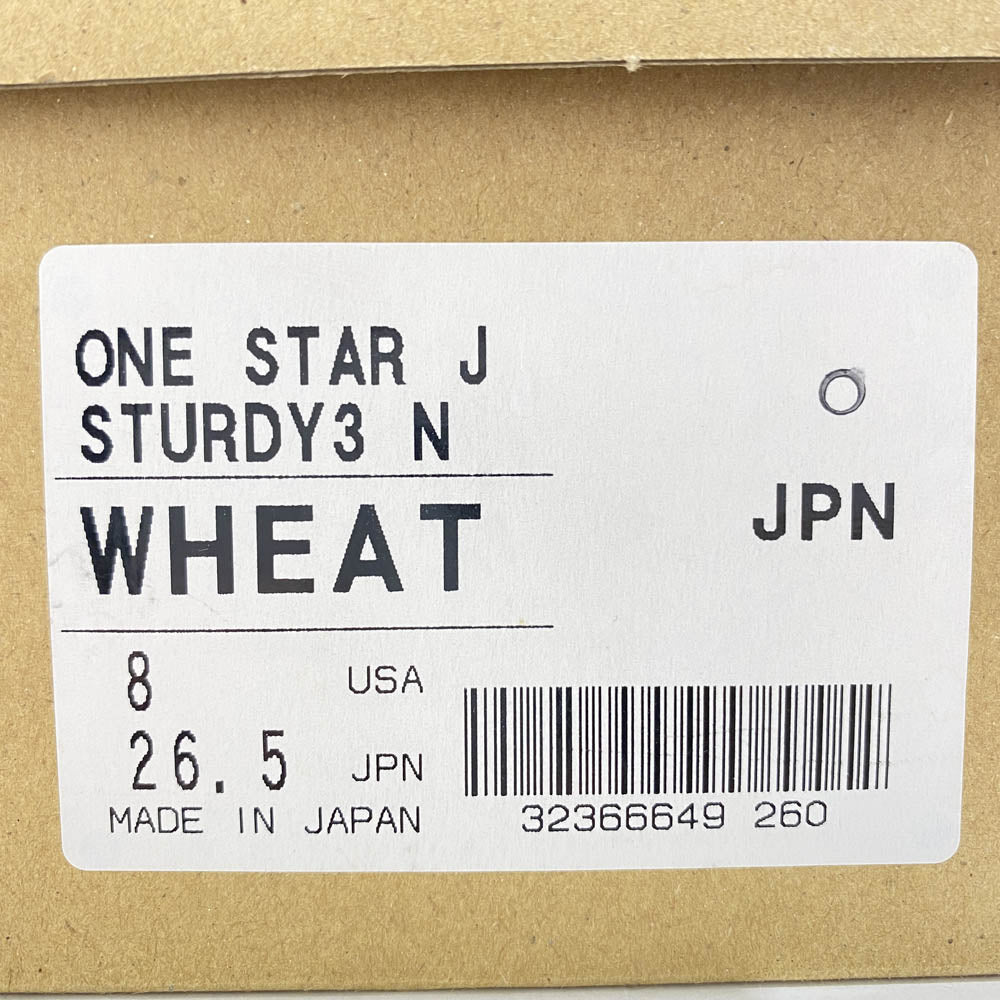 ONE STAR J
STURDY3 N
WHEAT
JPN
8 USA
26.5 JPN
MADE IN JAPAN
32366649 260